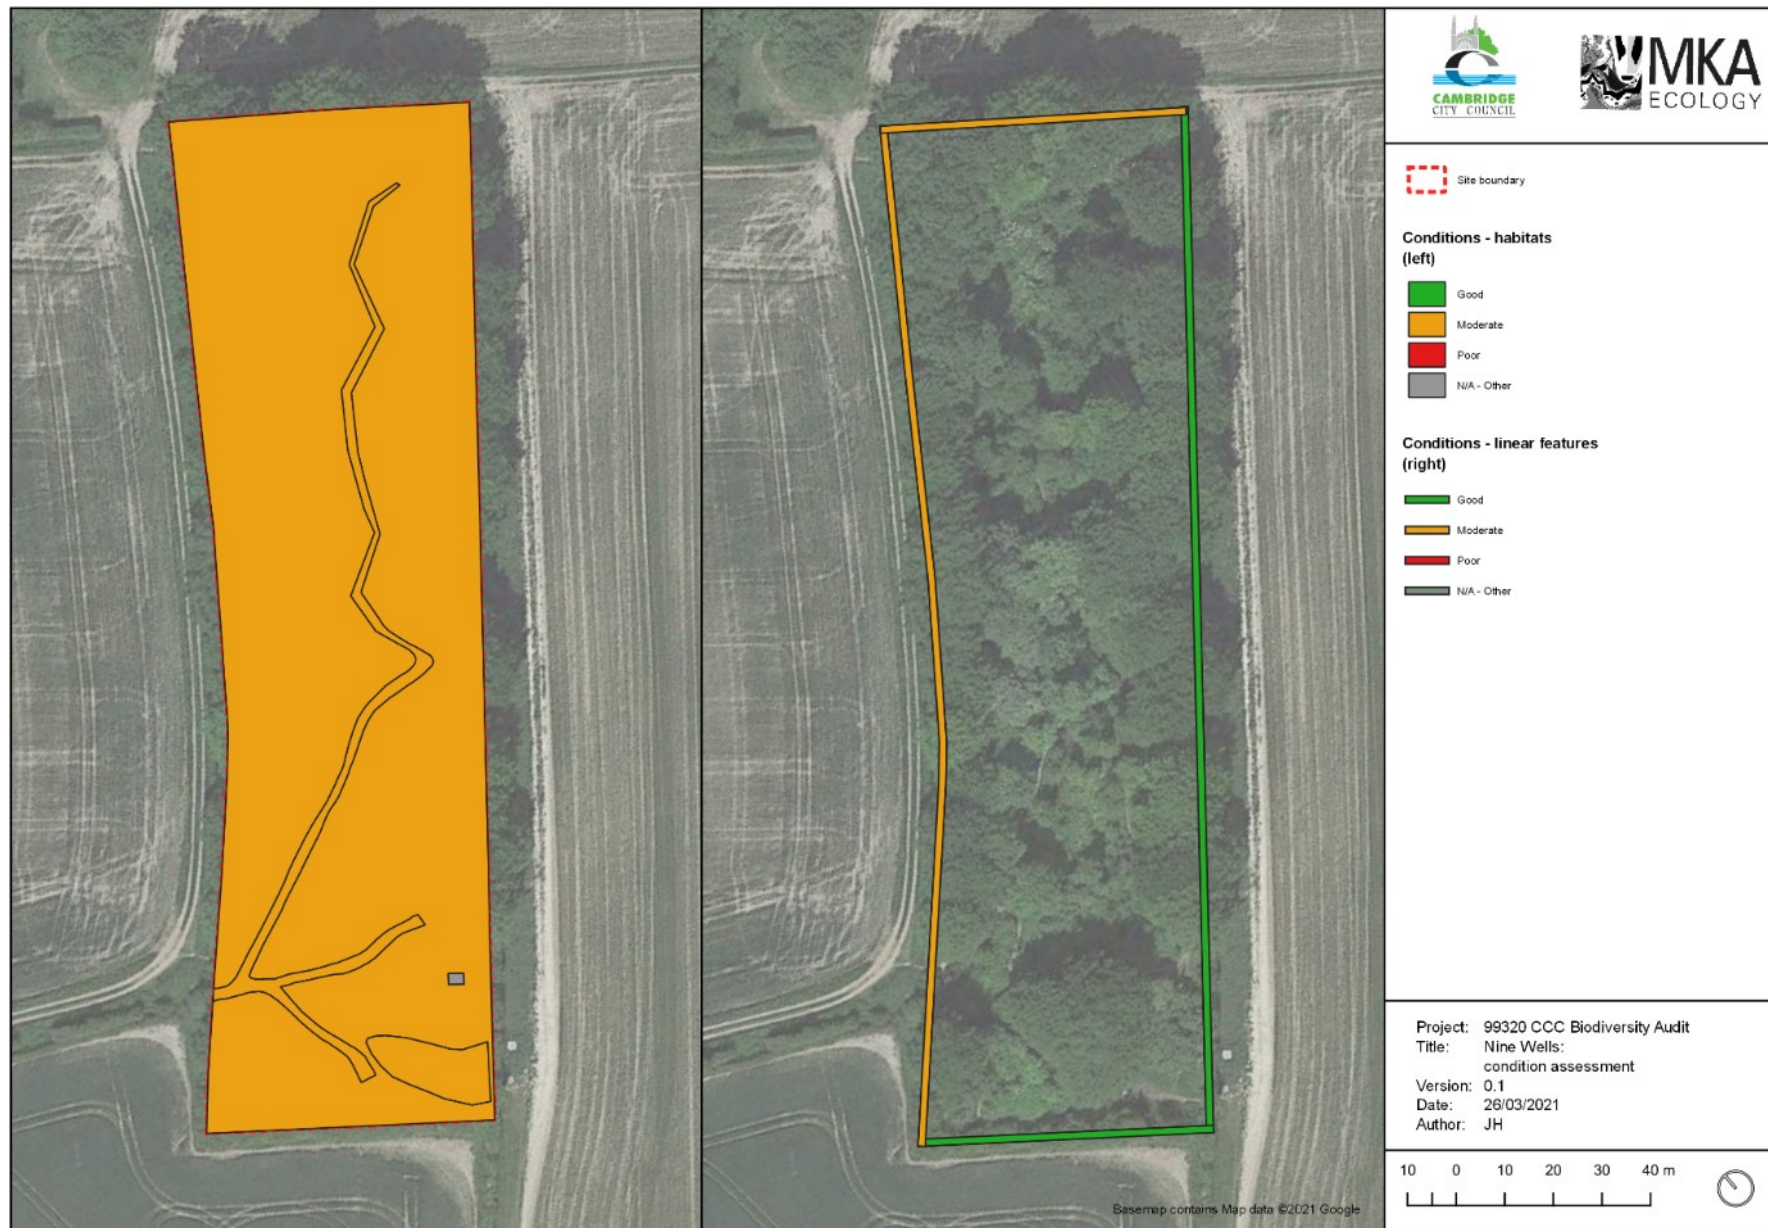 CAMBRIDGE
CITY COUNCIL
MKA
ECOLOGY
Site boundary
Conditions - habitats
(left)
Good
Moderate
Poor
N/A - Other
Conditions - linear features
(right)
Good
Moderate
Poor
N/A - Other
Project: 99320 CCC Biodiversity Audit
Title: Nine Wells:
condition assessment
Version: 0.1
Date: 26/03/2021
Author: JH
10 0 10 20 30 40 m
Basemap contains Map data ©2021 Google